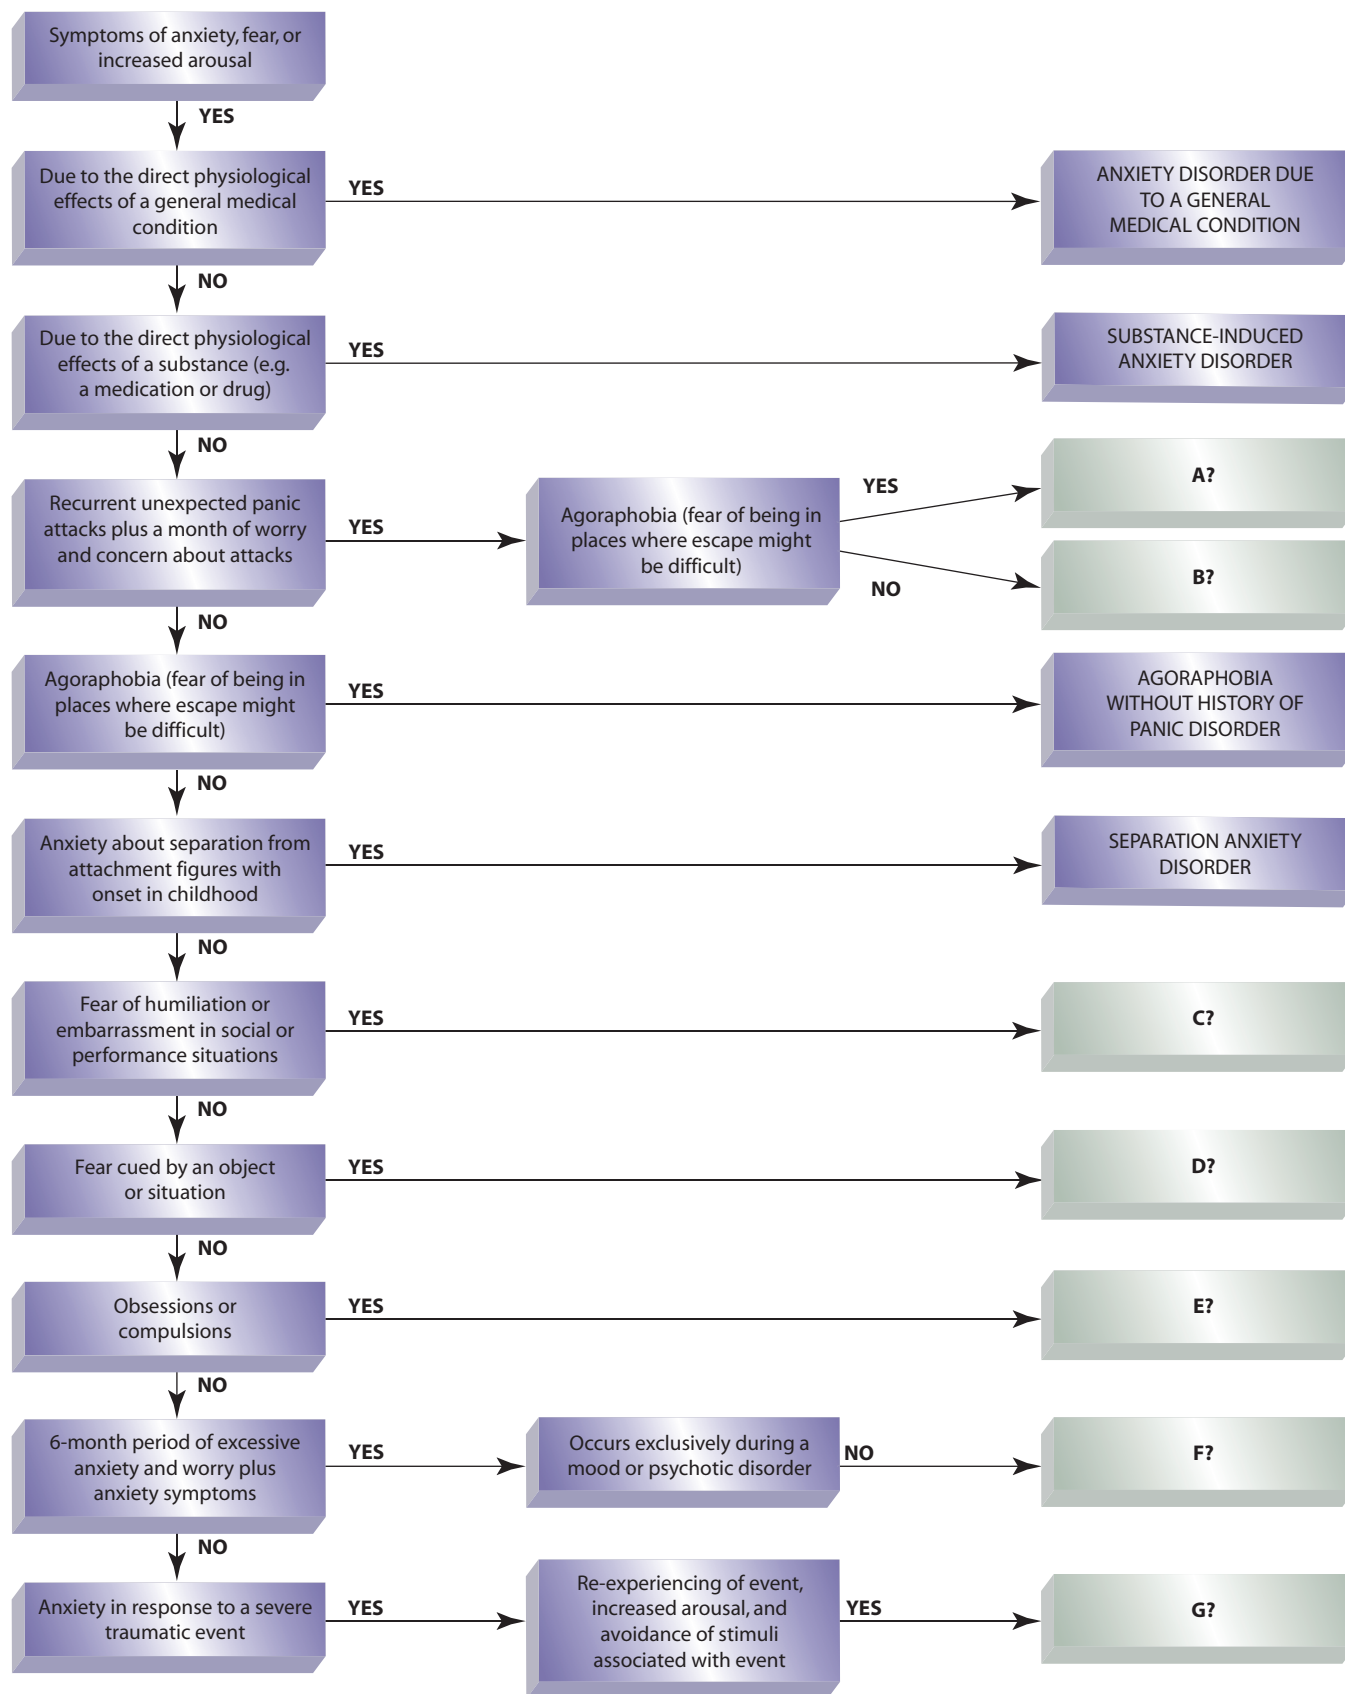 Symptoms of anxiety, fear, or
increased arousal
YES
Due to the direct physiological
effects of a general medical
condition
YES
ANXIETY DISORDER DUE
TO A GENERAL
MEDICAL CONDITION
NO
Due to the direct physiological
effects of a substance (e.g.
a medication or drug)
YES
SUBSTANCE-INDUCED
ANXIETY DISORDER
NO
Recurrent unexpected panic
attacks plus a month of worry
and concern about attacks
YES
Agoraphobia (fear of being in
places where escape might
be difficult)
YES
A?
NO
B?
NO
Agoraphobia (fear of being in
places where escape might
be difficult)
YES
AGORAPHOBIA
WITHOUT HISTORY OF
PANIC DISORDER
NO
Anxiety about separation from
attachment figures with
onset in childhood
YES
SEPARATION ANXIETY
DISORDER
NO
Fear of humiliation or
embarrassment in social or
performance situations
YES
C?
NO
Fear cued by an object
or situation
YES
D?
NO
Obsessions or
compulsions
YES
E?
NO
6-month period of excessive
anxiety and worry plus
anxiety symptoms
YES
Occurs exclusively during a
mood or psychotic disorder
NO
F?
NO
Anxiety in response to a severe
traumatic event
YES
Re-experiencing of event,
increased arousal, and
avoidance of stimuli
associated with event
YES
G?